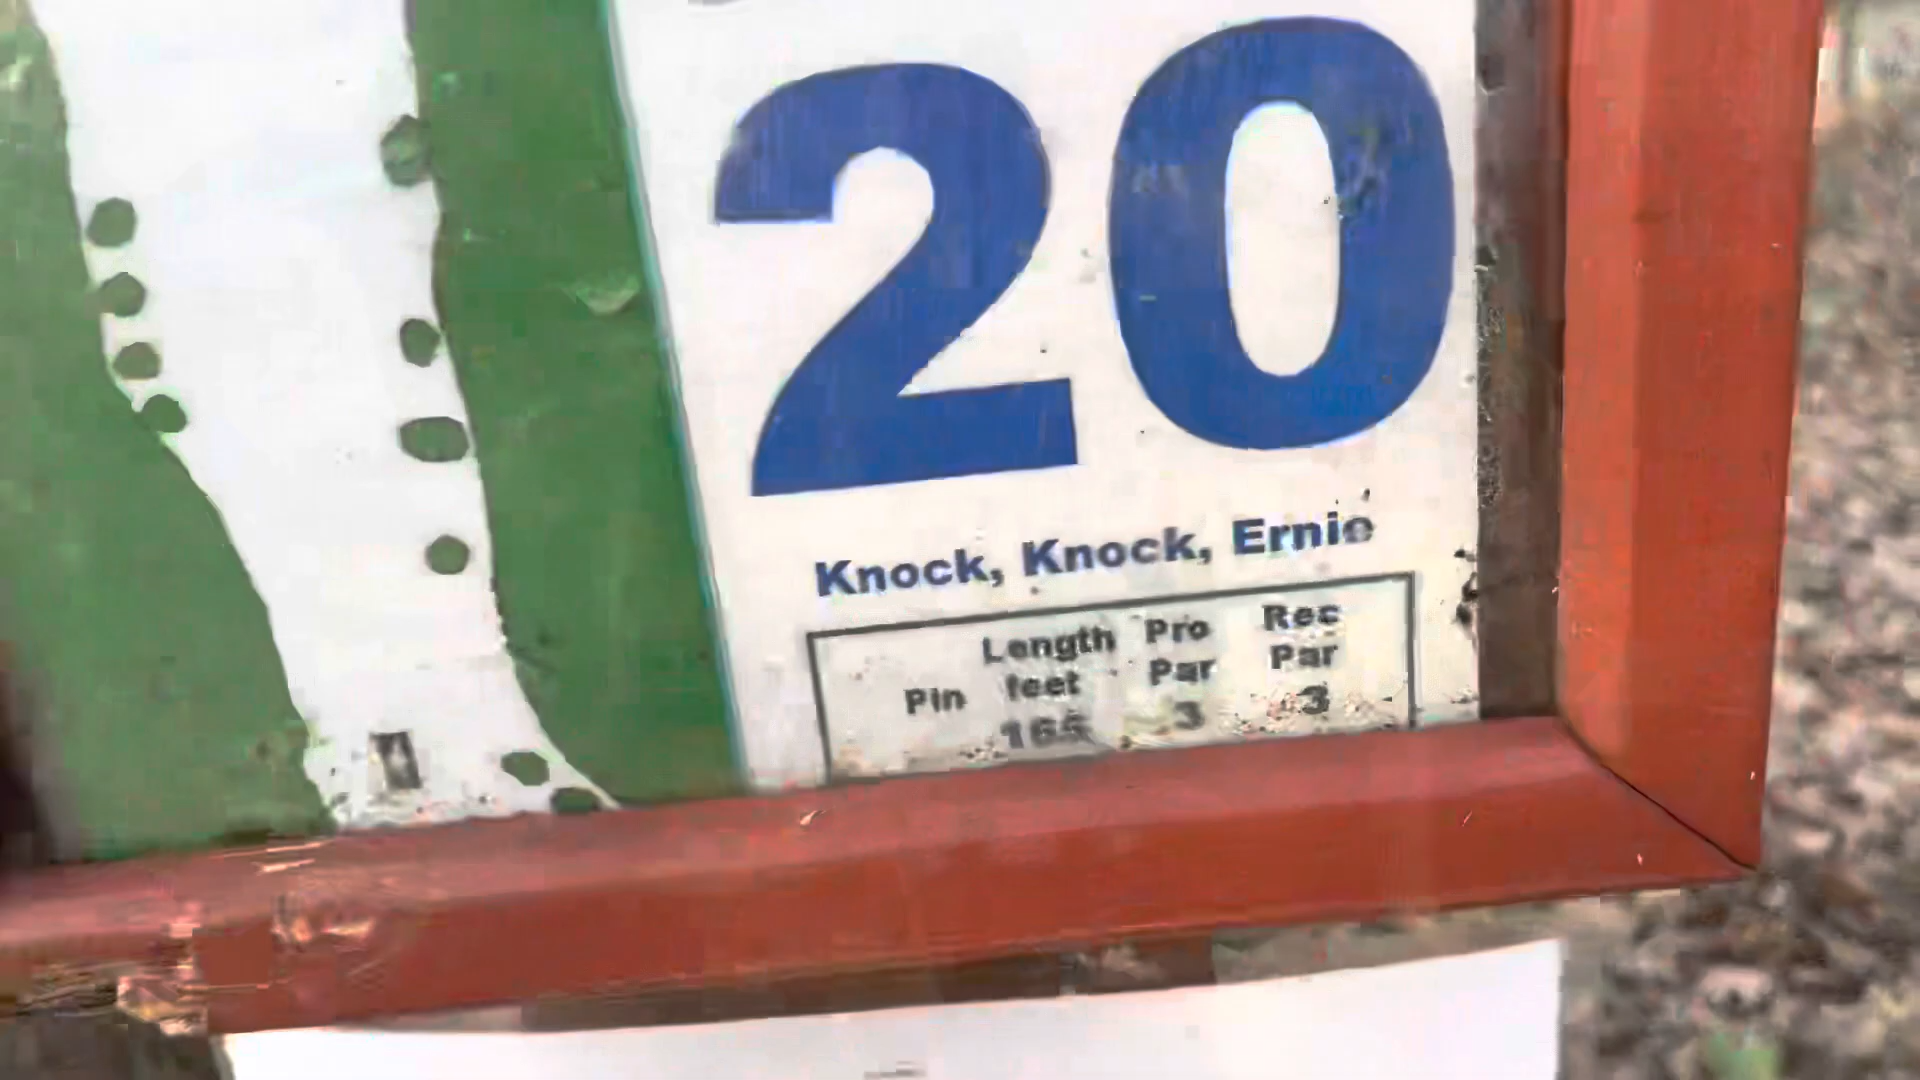 20
Knock, Knock, Ernie
Length Pro Rec
Pin feet Par Par
165 3 3